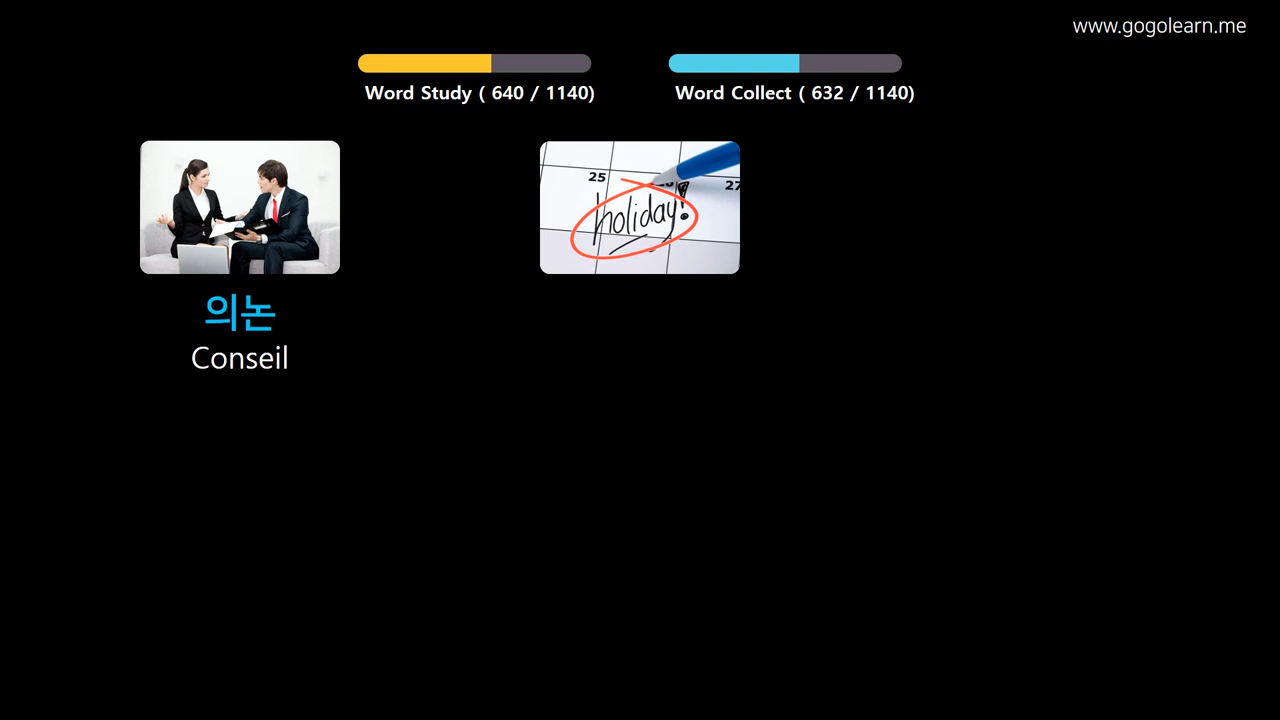 www.gogolearn.me
Word Study ( 640 / 1140)
Word Collect ( 632 / 1140)
25
27
holiday!
의논
Conseil